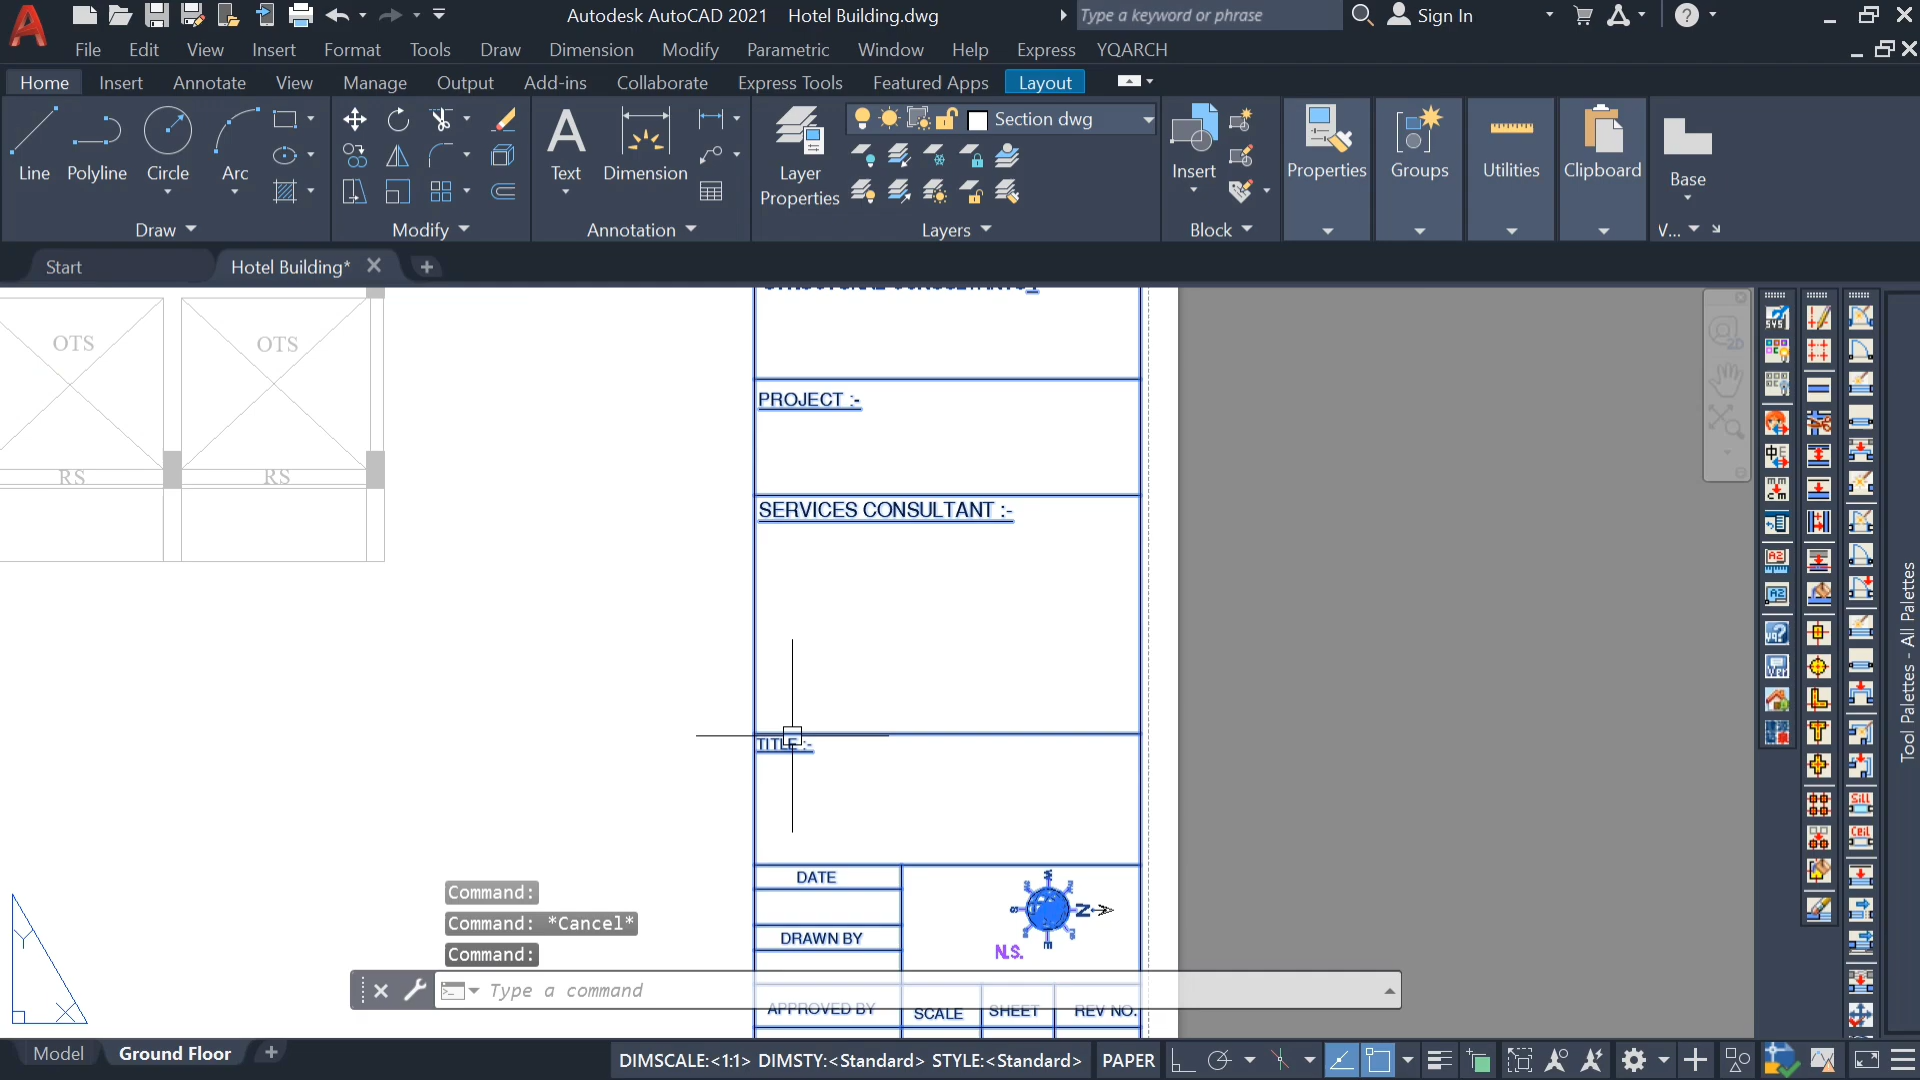 Autodesk AutoCAD 2021 Hotel Building.dwg
Type a keyword or phrase
Sign In
File Edit View Insert Format Tools Draw Dimension Modify Parametric Window Help Express YQARCH
Home Insert Annotate View Manage Output Add-ins Collaborate Express Tools Featured Apps Layout
Section dwg
Line Polyline Circle Arc
Text Dimension
Layer
Properties
Insert
Properties Groups Utilities Clipboard Base
Draw Modify Annotation Layers Block V...
Start Hotel Building*
OTS OTS
RS RS
PROJECT :-
SERVICES CONSULTANT :-
TITLE :-
DATE
DRAWN BY
N
E
W
S
N.S.
APPROVED BY SCALE SHEET REV NO.
Command:
Command: *Cancel*
Command:
Type a command
Y
X
2D
Tool Palettes - All Palettes
Sill
Ceil
Model Ground Floor
DIMSCALE:<1:1> DIMSTY:<Standard> STYLE:<Standard> PAPER